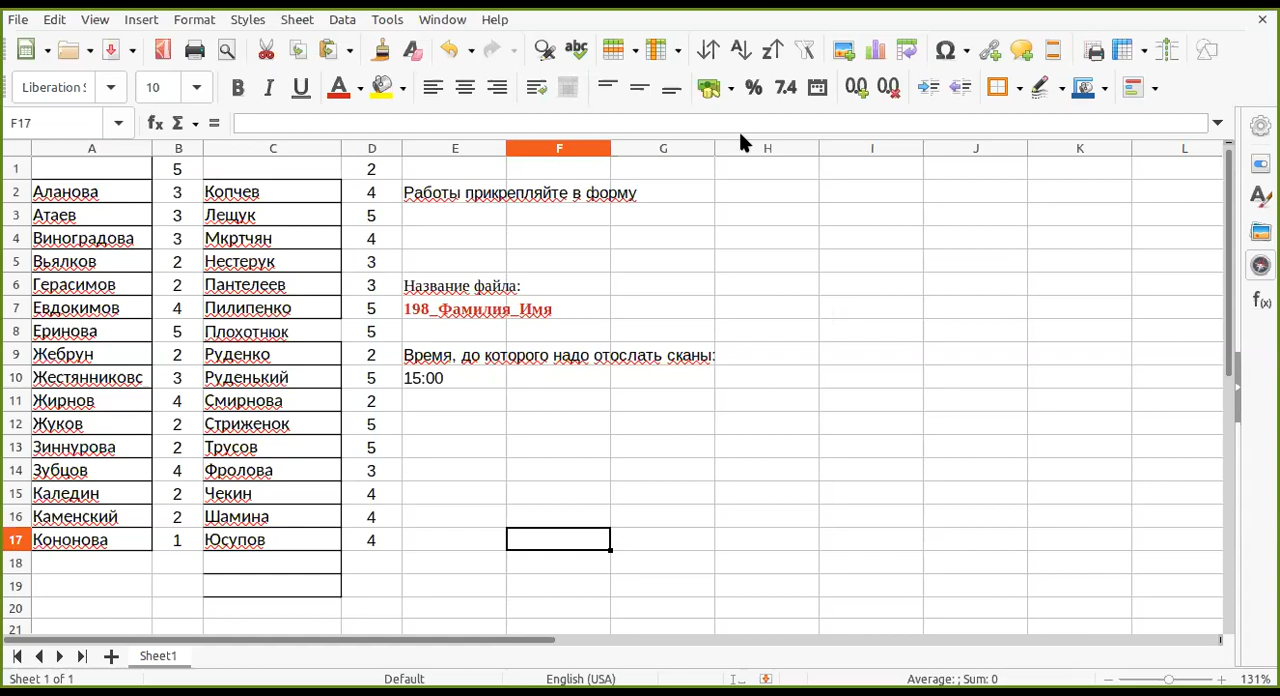 File Edit View Insert Format Styles Sheet Data Tools Window Help
Liberation S 10 B I U A % 7.4
F17 fx Σ =
A B C D E F G H I J K L
1 5 2
2 Аланова 3 Копчев 4 Работы прикрепляйте в форму
3 Атаев 3 Лещук 5
4 Виноградова 3 Мкртчян 4
5 Вьялков 2 Нестерук 3
6 Герасимов 2 Пантелеев 3 Название файла:
7 Евдокимов 4 Пилипенко 5 198_Фамилия_Имя
8 Еринова 5 Плохотнюк 5
9 Жебрун 2 Руденко 2 Время, до которого надо отослать сканы:
10 Жестянниковс 3 Руденький 5 15:00
11 Жирнов 4 Смирнова 2
12 Жуков 2 Стриженок 5
13 Зиннурова 2 Трусов 5
14 Зубцов 4 Фролова 3
15 Каледин 2 Чекин 4
16 Каменский 2 Шамина 4
17 Кононова 1 Юсупов 4
18
19
20
21
Sheet1
Sheet 1 of 1 Default English (USA) Average: ; Sum: 0 131%